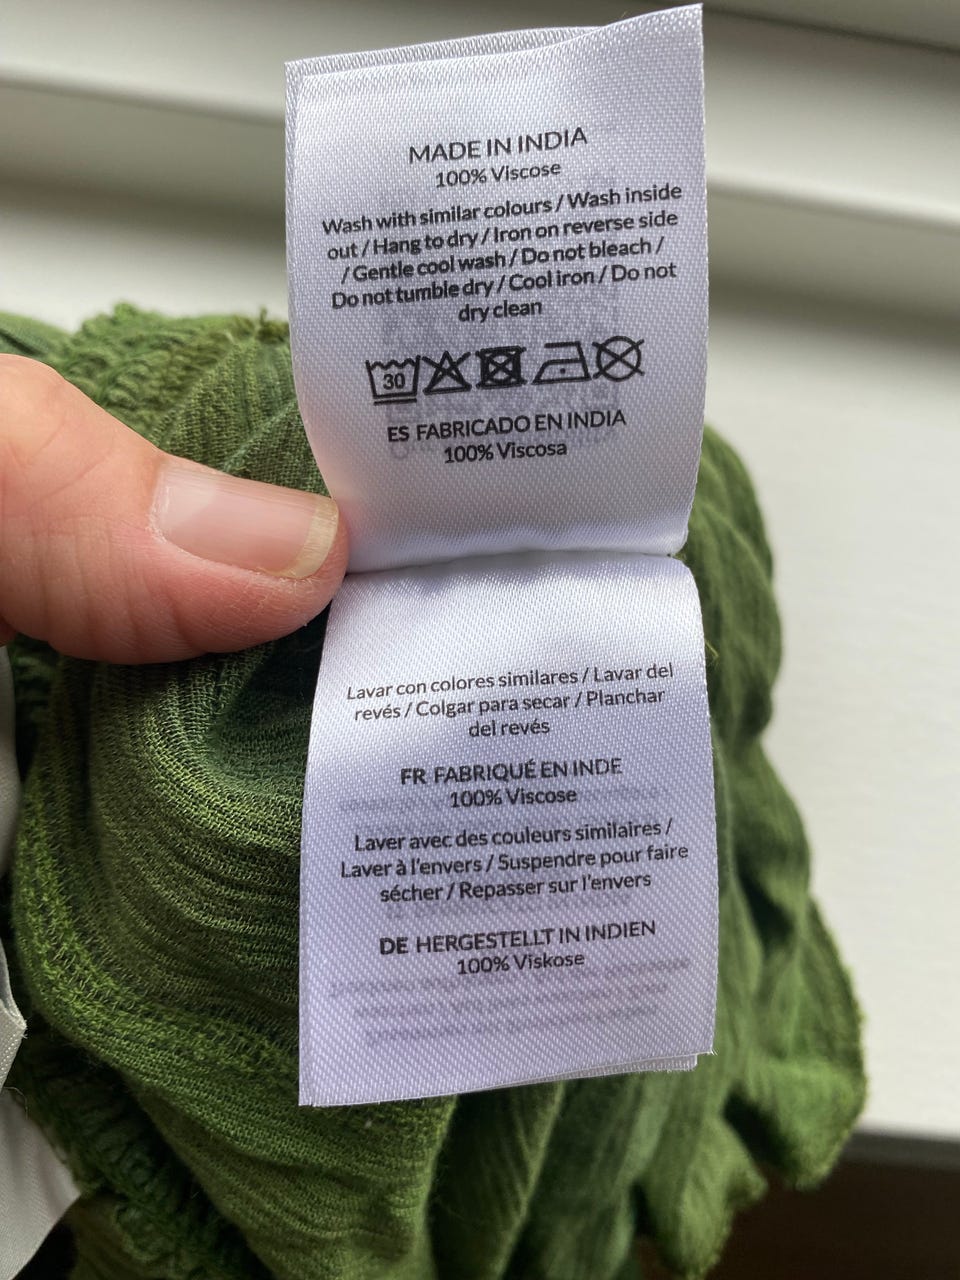 MADE IN INDIA
100% Viscose
Wash with similar colours / Wash inside
out / Hang to dry / Iron on reverse side
/ Gentle cool wash / Do not bleach /
Do not tumble dry / Cool iron / Do not
dry clean
30
ES FABRICADO EN INDIA
100% Viscosa
Lavar con colores similares / Lavar del
revés / Colgar para secar / Planchar
del revés
FR FABRIQUÉ EN INDE
100% Viscose
Laver avec des couleurs similaires /
Laver à l'envers / Suspendre pour faire
sécher / Repasser sur l'envers
DE HERGESTELLT IN INDIEN
100% Viskose